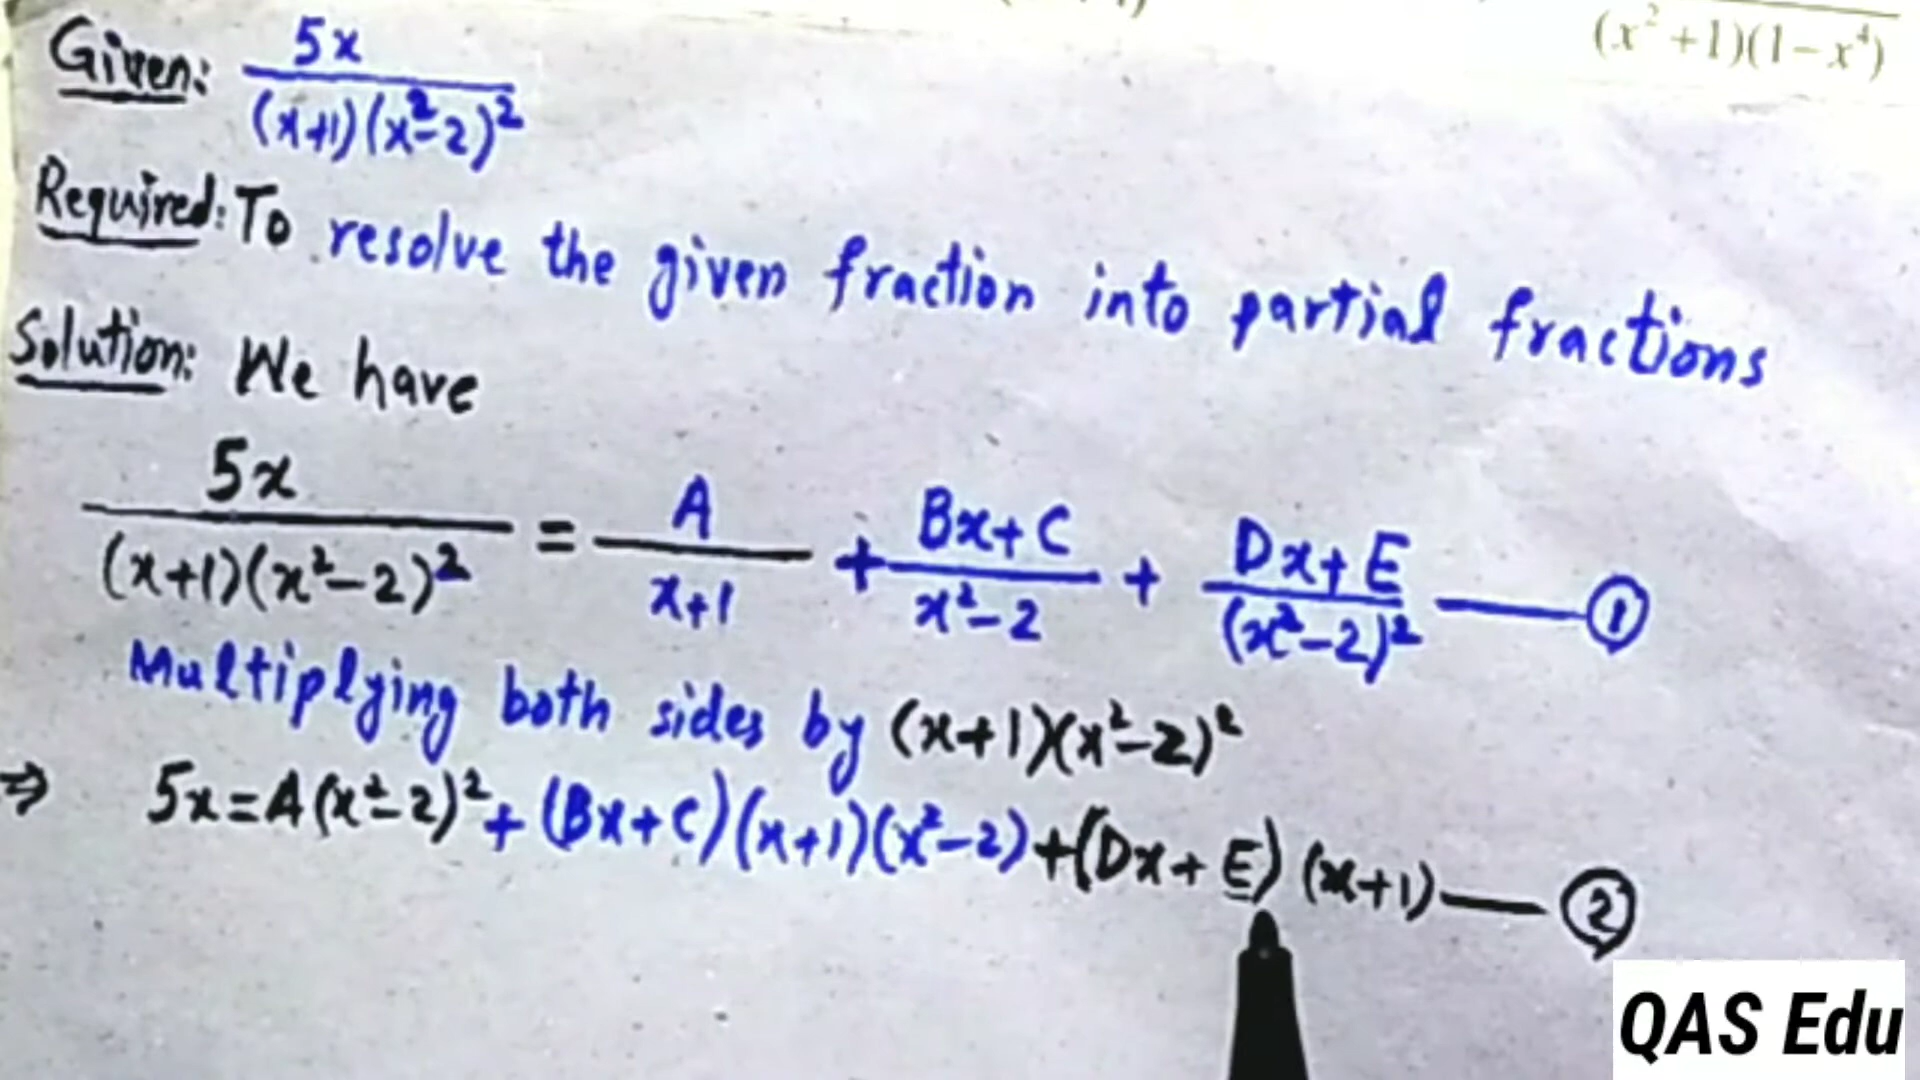 (x²+1)(1−x⁴)
Given: 5x / (x+1)(x²-2)²
Required: To resolve the given fraction into partial fractions
Solution: We have
5x / (x+1)(x²-2)² = A / x+1 + Bx+C / x²-2 + Dx+E / (x²-2)² —— ①
Multiplying both sides by (x+1)(x²-2)²
⇒ 5x=A(x²-2)²+(Bx+C)(x+1)(x²-2)+(Dx+E)(x+1) —— ②
QAS Edu